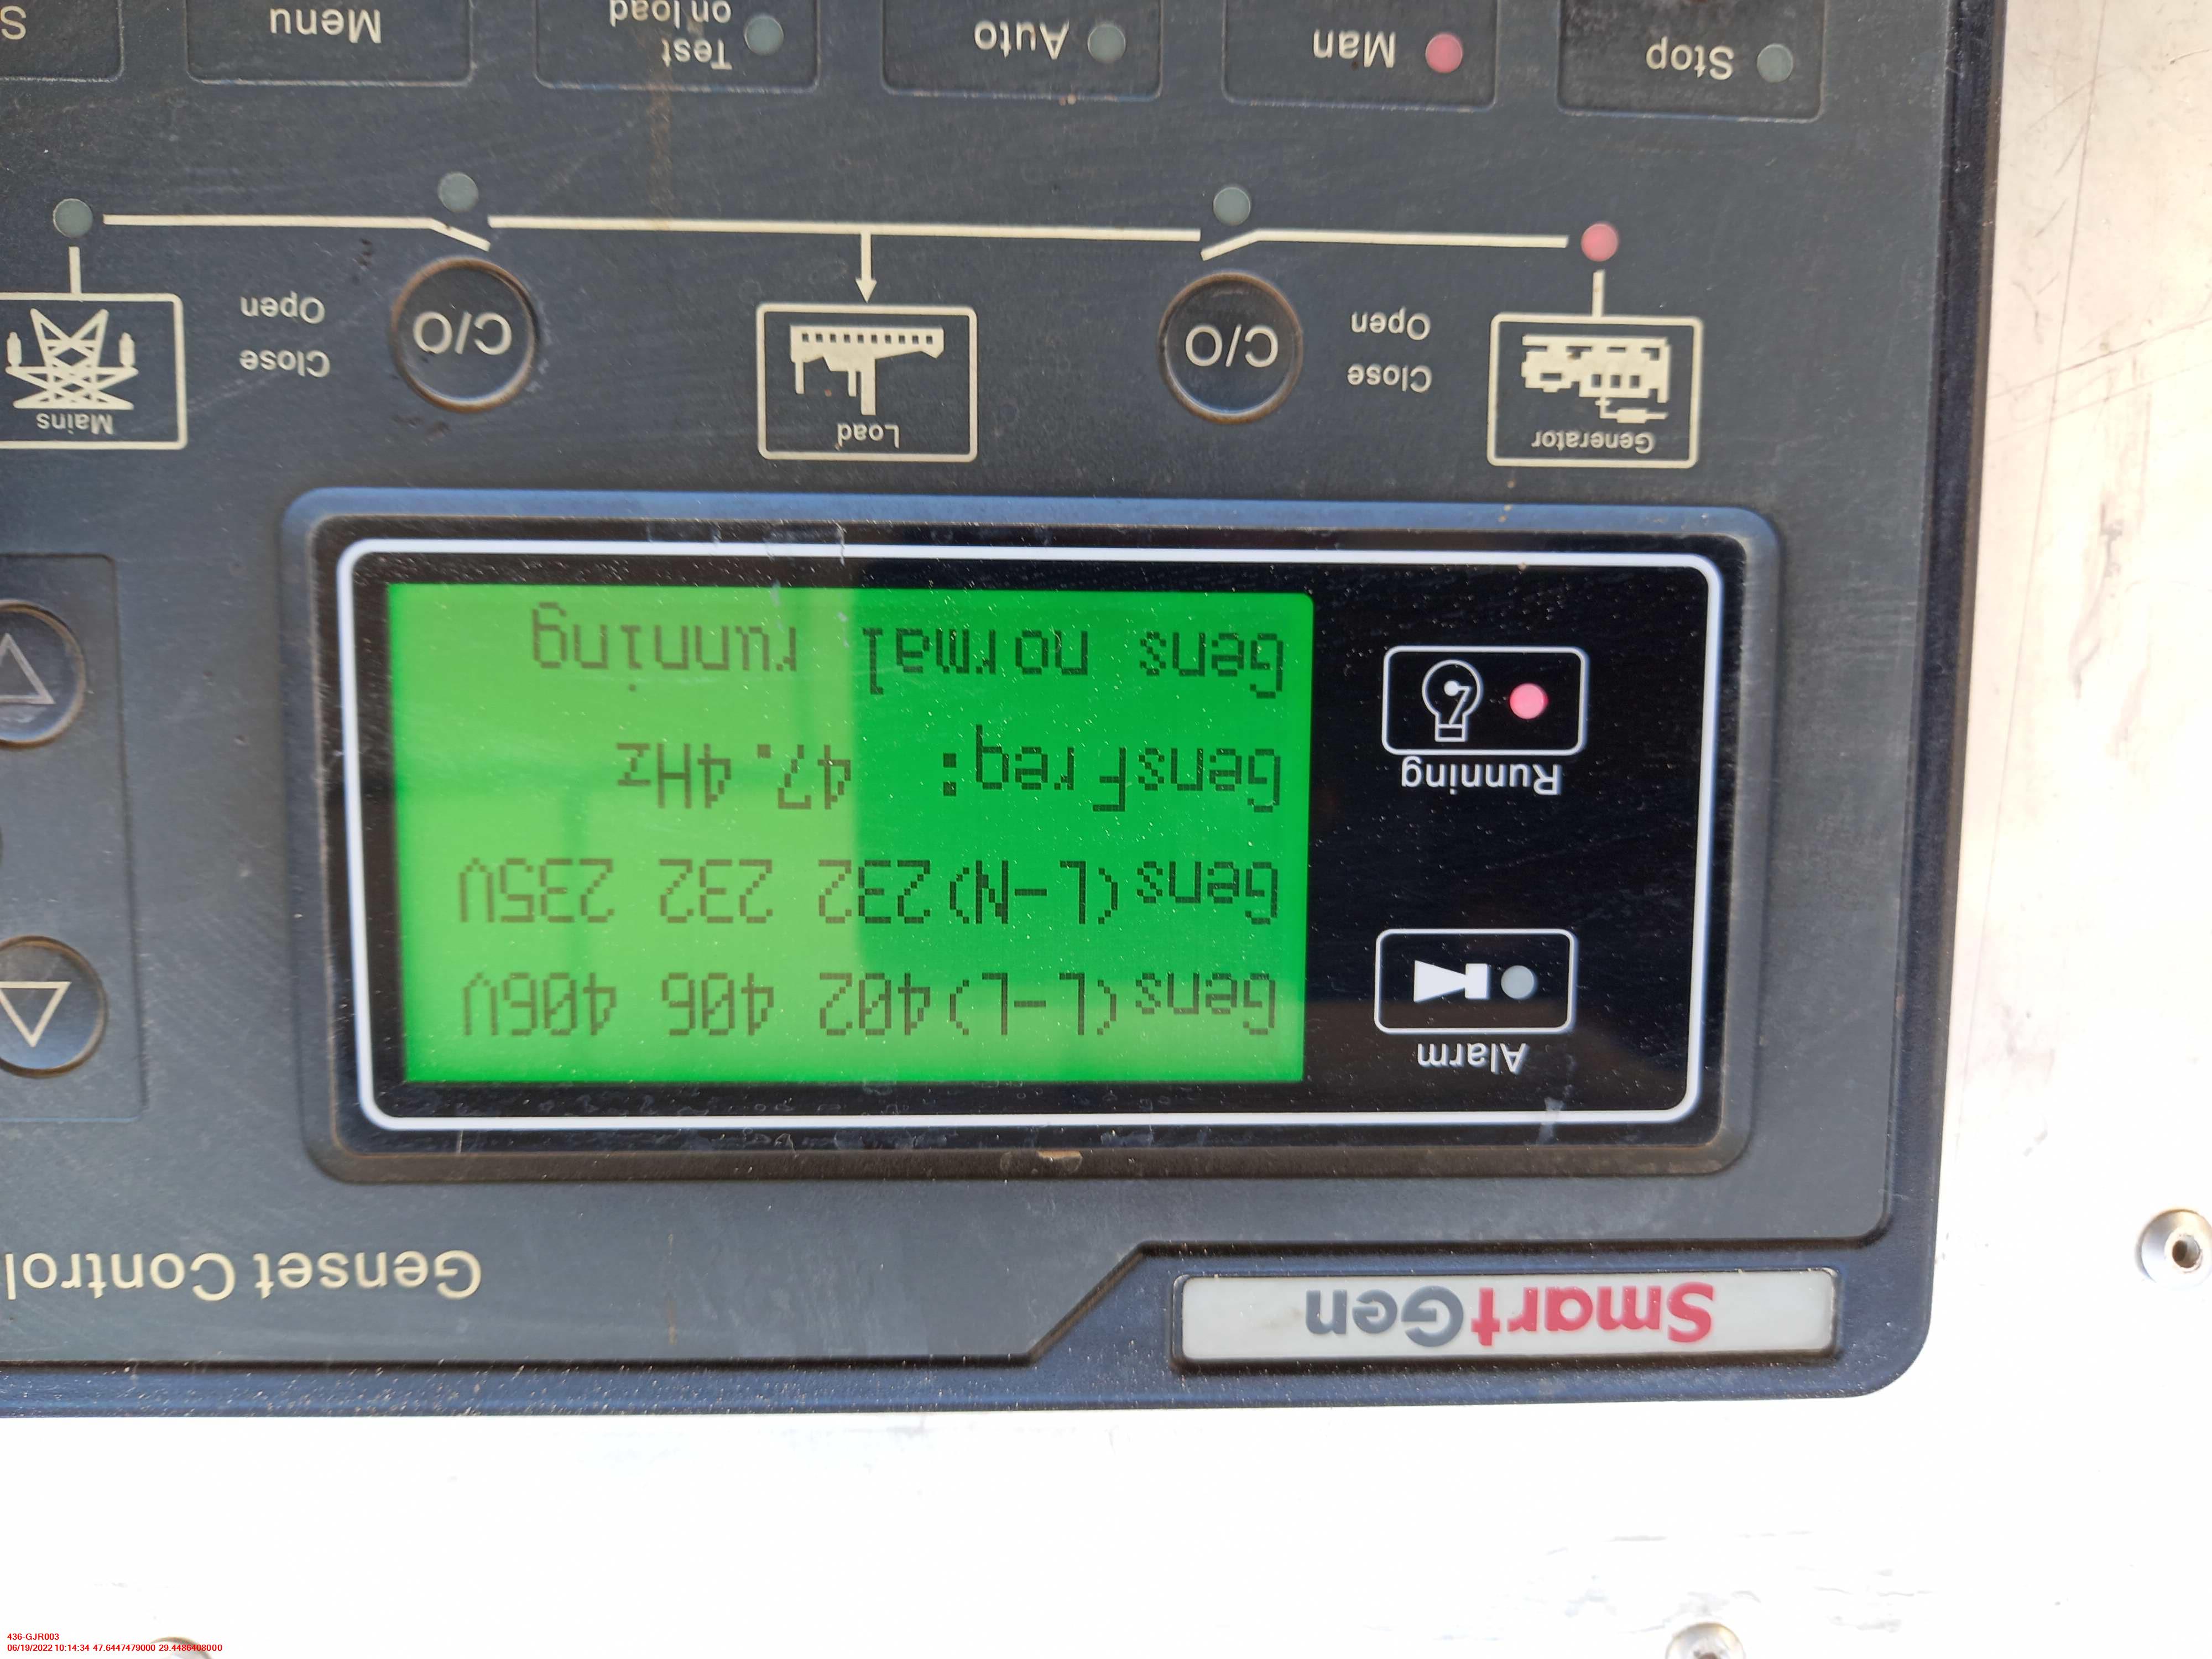 SmartGen
Genset Control
Alarm
Running
Gens(L-L)402 406 406V
Gens(L-N)232 232 235V
GensFreq: 47.4Hz
Gens normal running
Generator
Close
Open
C/O
Load
C/O
Close
Open
Mains
Stop
Man
Auto
Test
on load
Menu
S
436-GJR003
06/19/2022 10:14:34 47.6447479000 29.4486408000